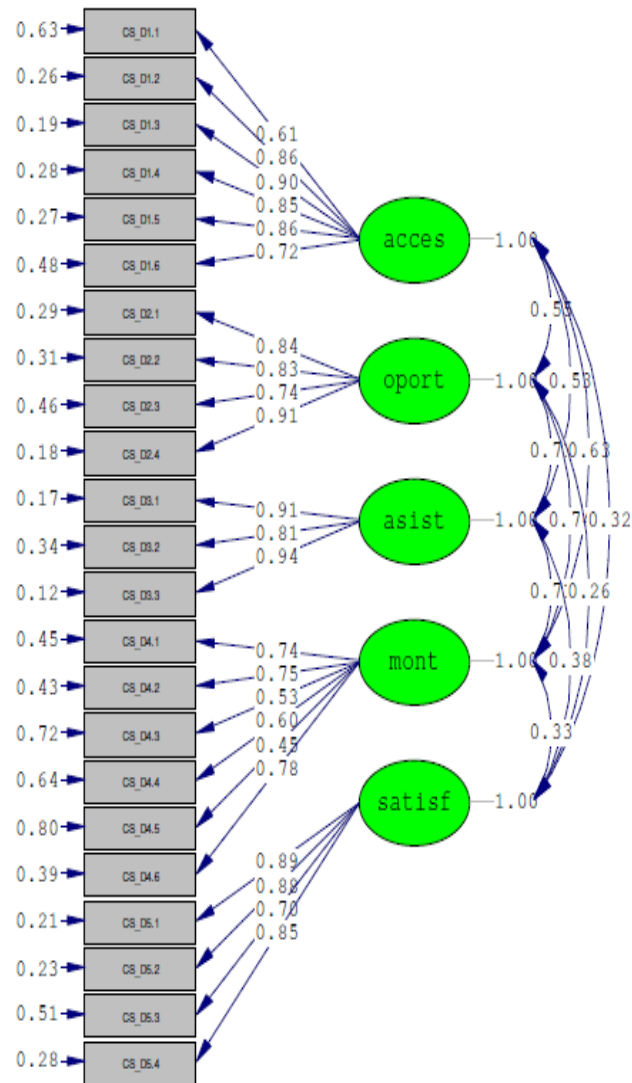 0.63 CS_D1.1
0.26 CS_D1.2
0.19 CS_D1.3
0.28 CS_D1.4
0.27 CS_D1.5
0.48 CS_D1.6
0.29 CS_D2.1
0.31 CS_D2.2
0.46 CS_D2.3
0.18 CS_D2.4
0.17 CS_D3.1
0.34 CS_D3.2
0.12 CS_D3.3
0.45 CS_D4.1
0.43 CS_D4.2
0.72 CS_D4.3
0.64 CS_D4.4
0.80 CS_D4.5
0.39 CS_D4.6
0.21 CS_D5.1
0.23 CS_D5.2
0.51 CS_D5.3
0.28 CS_D5.4
0.61
0.86
0.90
0.85
0.86
0.72
0.84
0.83
0.74
0.91
0.91
0.81
0.94
0.74
0.75
0.53
0.60
0.45
0.78
0.89
0.88
0.70
0.85
acces 1.00
oport 1.00
asist 1.00
mont 1.00
satisf 1.00
0.55
0.53
0.63
0.32
0.26
0.38
0.33